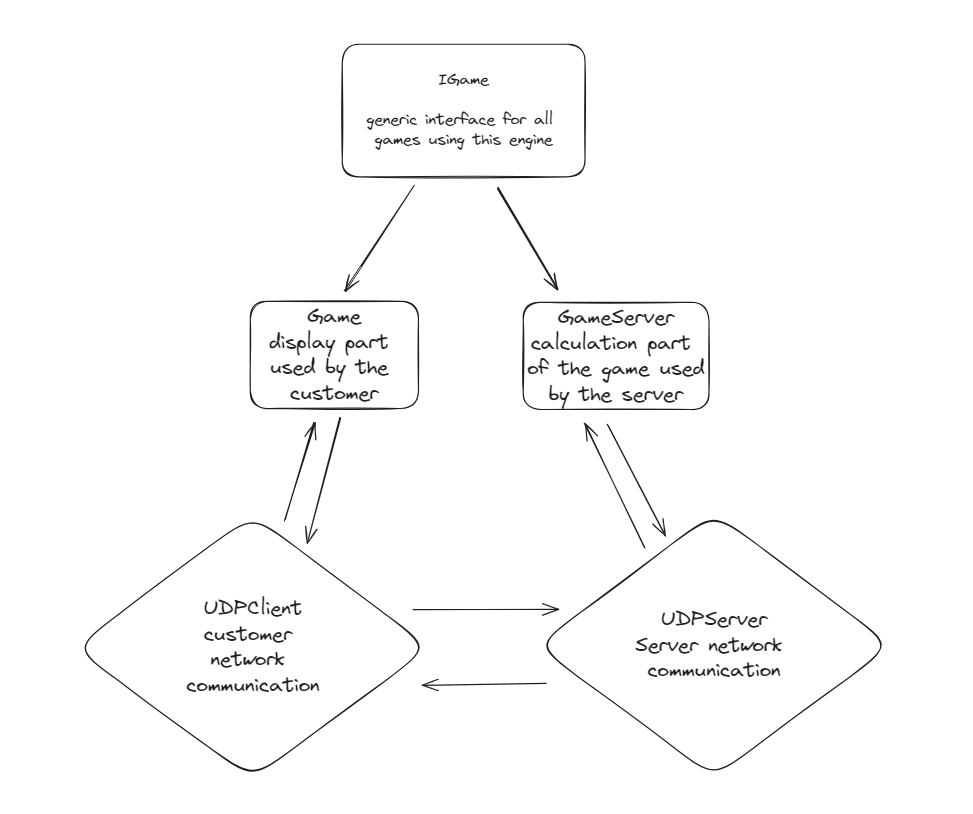 IGame
generic interface for all
games using this engine
Game
display part
used by the
customer
GameServer
calculation part
of the game used
by the server
UDPClient
customer
network
communication
UDPServer
Server network
communication